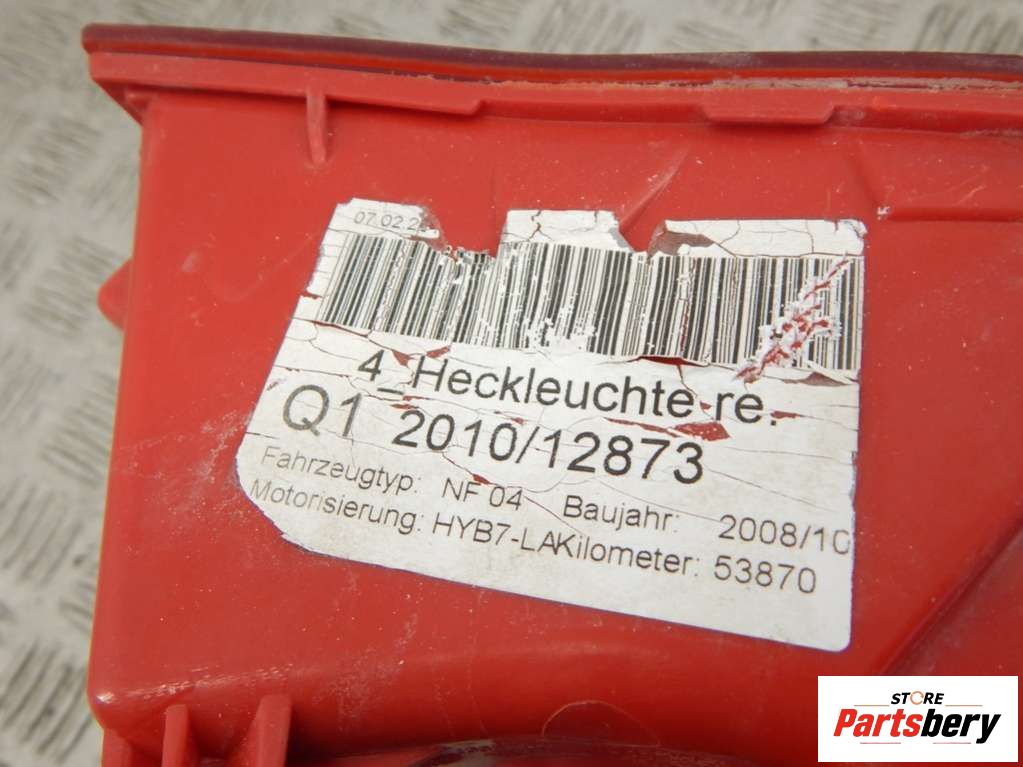 07.02.2
4_Heckleuchte re.
Q1 2010/12873
Fahrzeugtyp: NF 04 Baujahr: 2008/10
Motorisierung: HYB7-LAKilometer: 53870
STORE
Partsbery